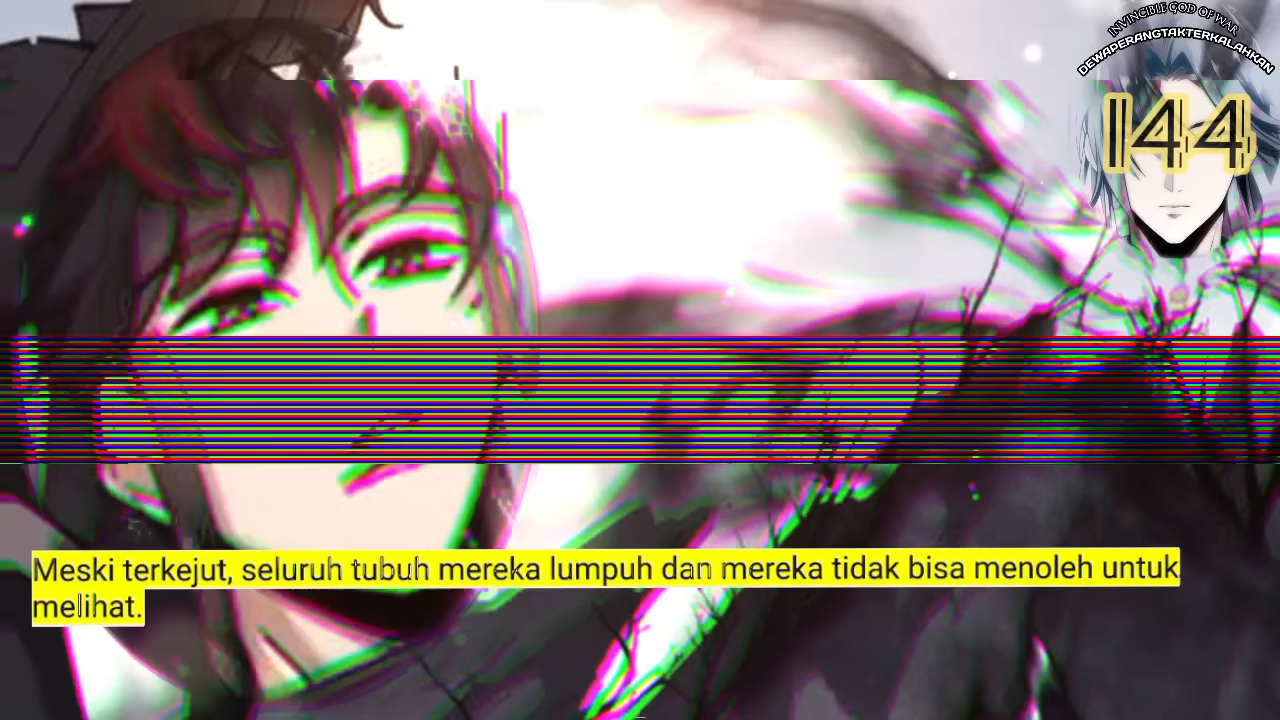 INVINCIBLE GOD OF WAR
DEWAPERANGTAKTERKALAHKAN
144
Meski terkejut, seluruh tubuh mereka lumpuh dan mereka tidak bisa menoleh untuk
melihat.